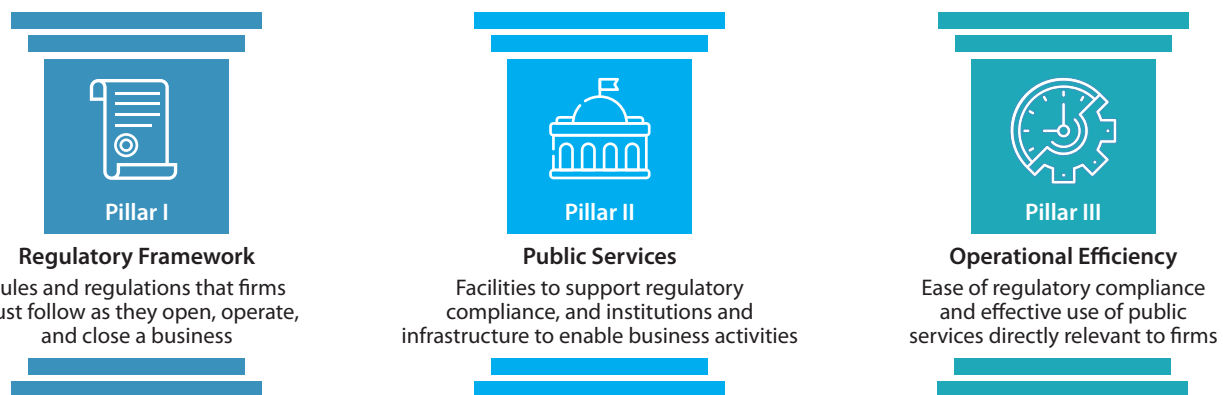 Pillar I
Regulatory Framework
ules and regulations that firms
ust follow as they open, operate,
and close a business
Pillar II
Public Services
Facilities to support regulatory
compliance, and institutions and
infrastructure to enable business activities
Pillar III
Operational Efficiency
Ease of regulatory compliance
and effective use of public
services directly relevant to firms